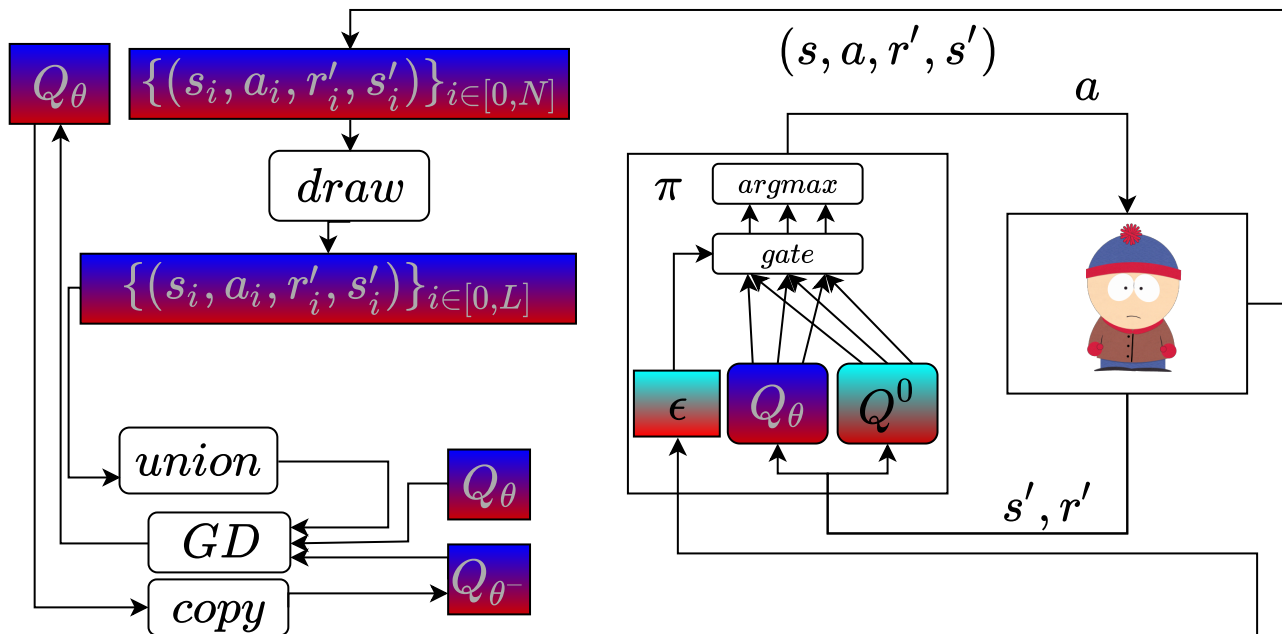 (s, a, r′, s′)
Q_θ
{(s_i, a_i, r′_i, s′_i)}_{i∈[0,N]}
a
draw
π
argmax
gate
{(s_i, a_i, r′_i, s′_i)}_{i∈[0,L]}
ϵ
Q_θ
Q^0
union
Q_θ
s′, r′
GD
Q_{θ^−}
copy